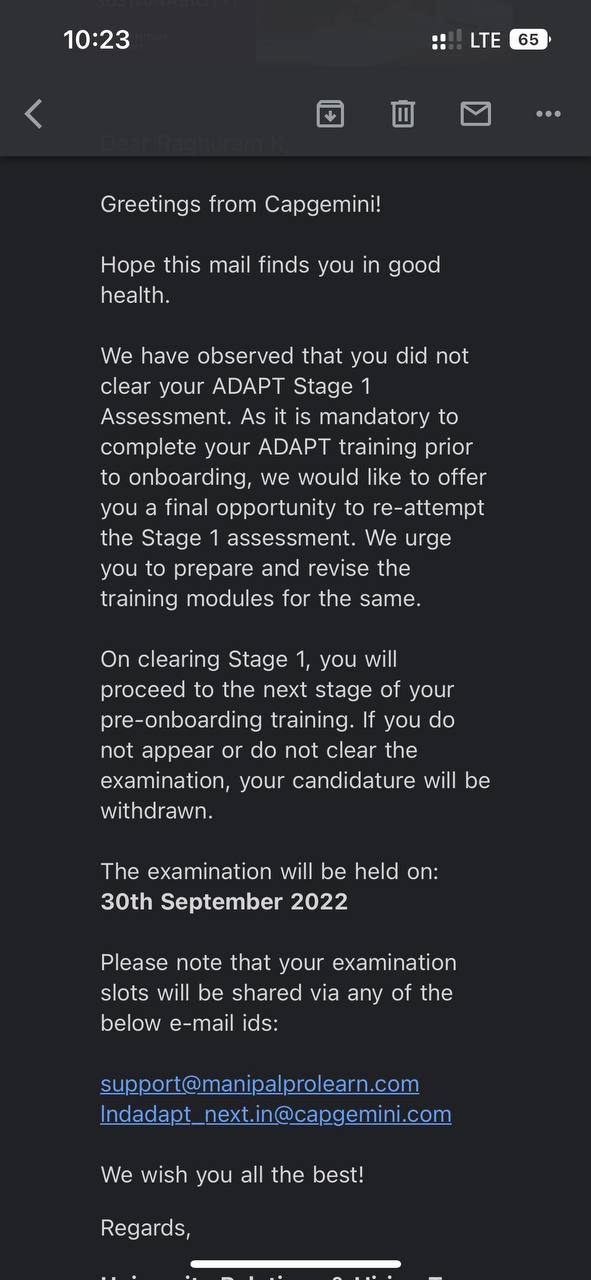 10:23
LTE 65
Dear Raghuram K,
Greetings from Capgemini!
Hope this mail finds you in good
health.
We have observed that you did not
clear your ADAPT Stage 1
Assessment. As it is mandatory to
complete your ADAPT training prior
to onboarding, we would like to offer
you a final opportunity to re-attempt
the Stage 1 assessment. We urge
you to prepare and revise the
training modules for the same.
On clearing Stage 1, you will
proceed to the next stage of your
pre-onboarding training. If you do
not appear or do not clear the
examination, your candidature will be
withdrawn.
The examination will be held on:
30th September 2022
Please note that your examination
slots will be shared via any of the
below e-mail ids:
support@manipalprolearn.com
lndadapt_next.in@capgemini.com
We wish you all the best!
Regards,